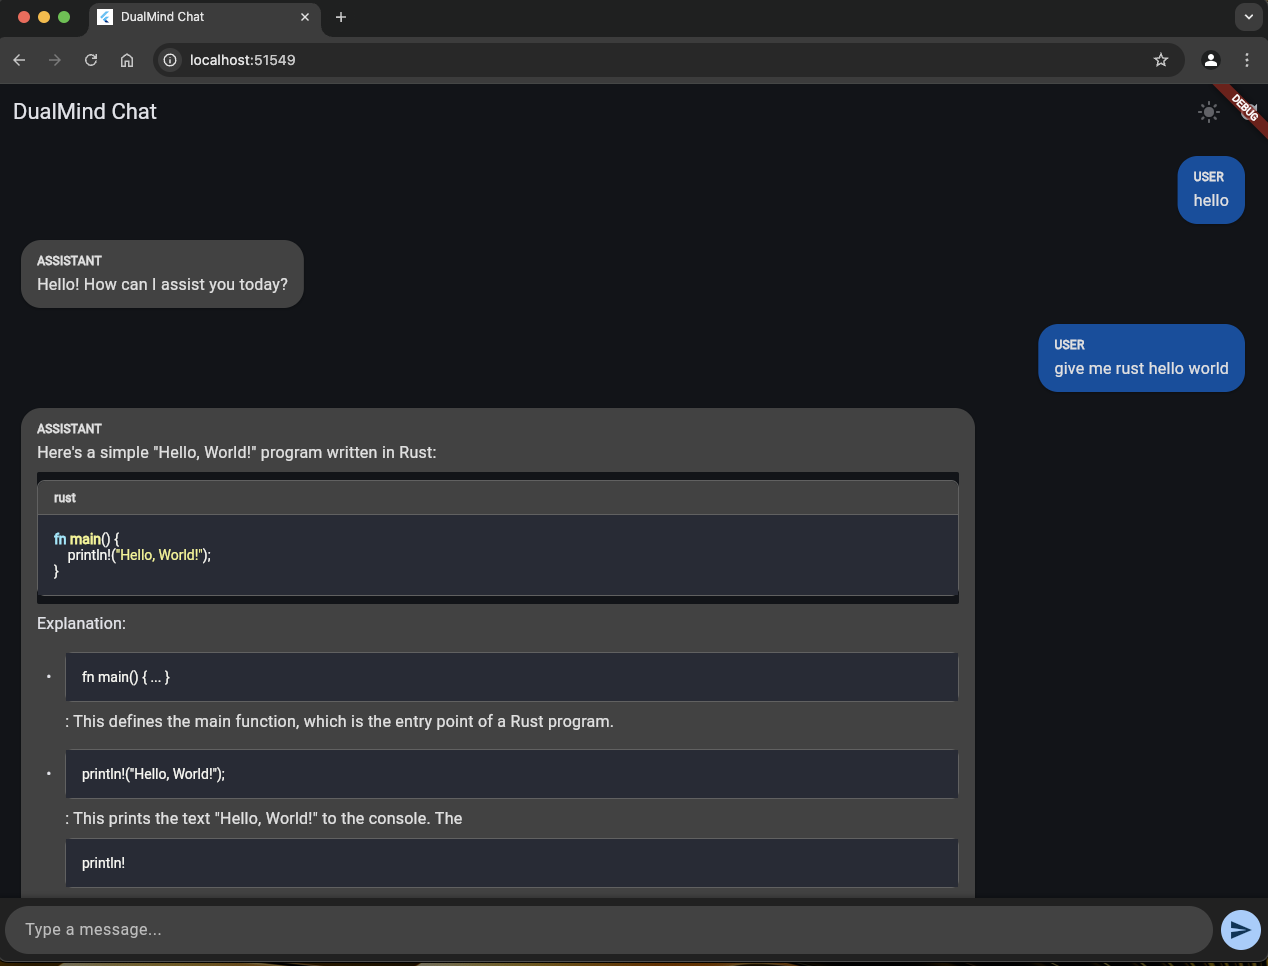 DualMind Chat
localhost:51549
DualMind Chat
DEBUG
USER
hello
ASSISTANT
Hello! How can I assist you today?
USER
give me rust hello world
ASSISTANT
Here's a simple "Hello, World!" program written in Rust:
rust
fn main() {
    println!("Hello, World!");
}
Explanation:
• fn main() { ... }
: This defines the main function, which is the entry point of a Rust program.
• println!("Hello, World!");
: This prints the text "Hello, World!" to the console. The
println!
Type a message...